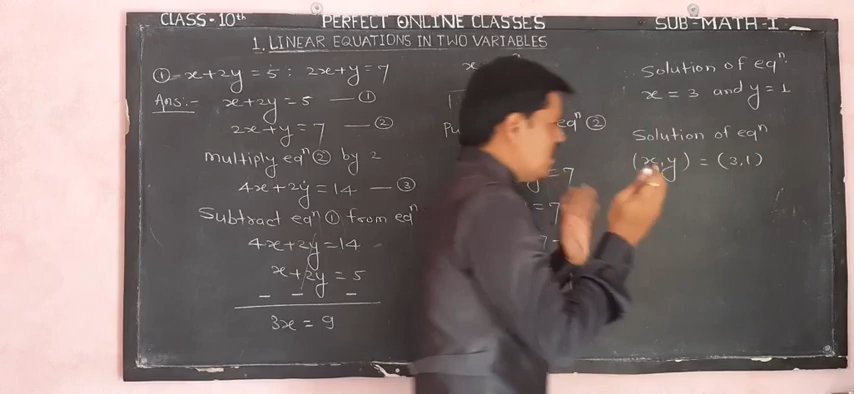 CLASS-10th PERFECT ONLINE CLASSES SUB-MATH-I
1. LINEAR EQUATIONS IN TWO VARIABLES
① x+2y=5 : 2x+y=7
Ans:- x+2y=5 — ①
2x+y=7 — ②
multiply eqⁿ ② by 2
4x+2y=14 — ③
Subtract eqⁿ ① from eqⁿ
4x+2y=14
x+2y=5
– – –
3x=9
x
eqⁿ ②
y=7
=7
7-
Solution of eqⁿ.
x=3 and y=1
Solution of eqⁿ
(x,y)=(3,1)